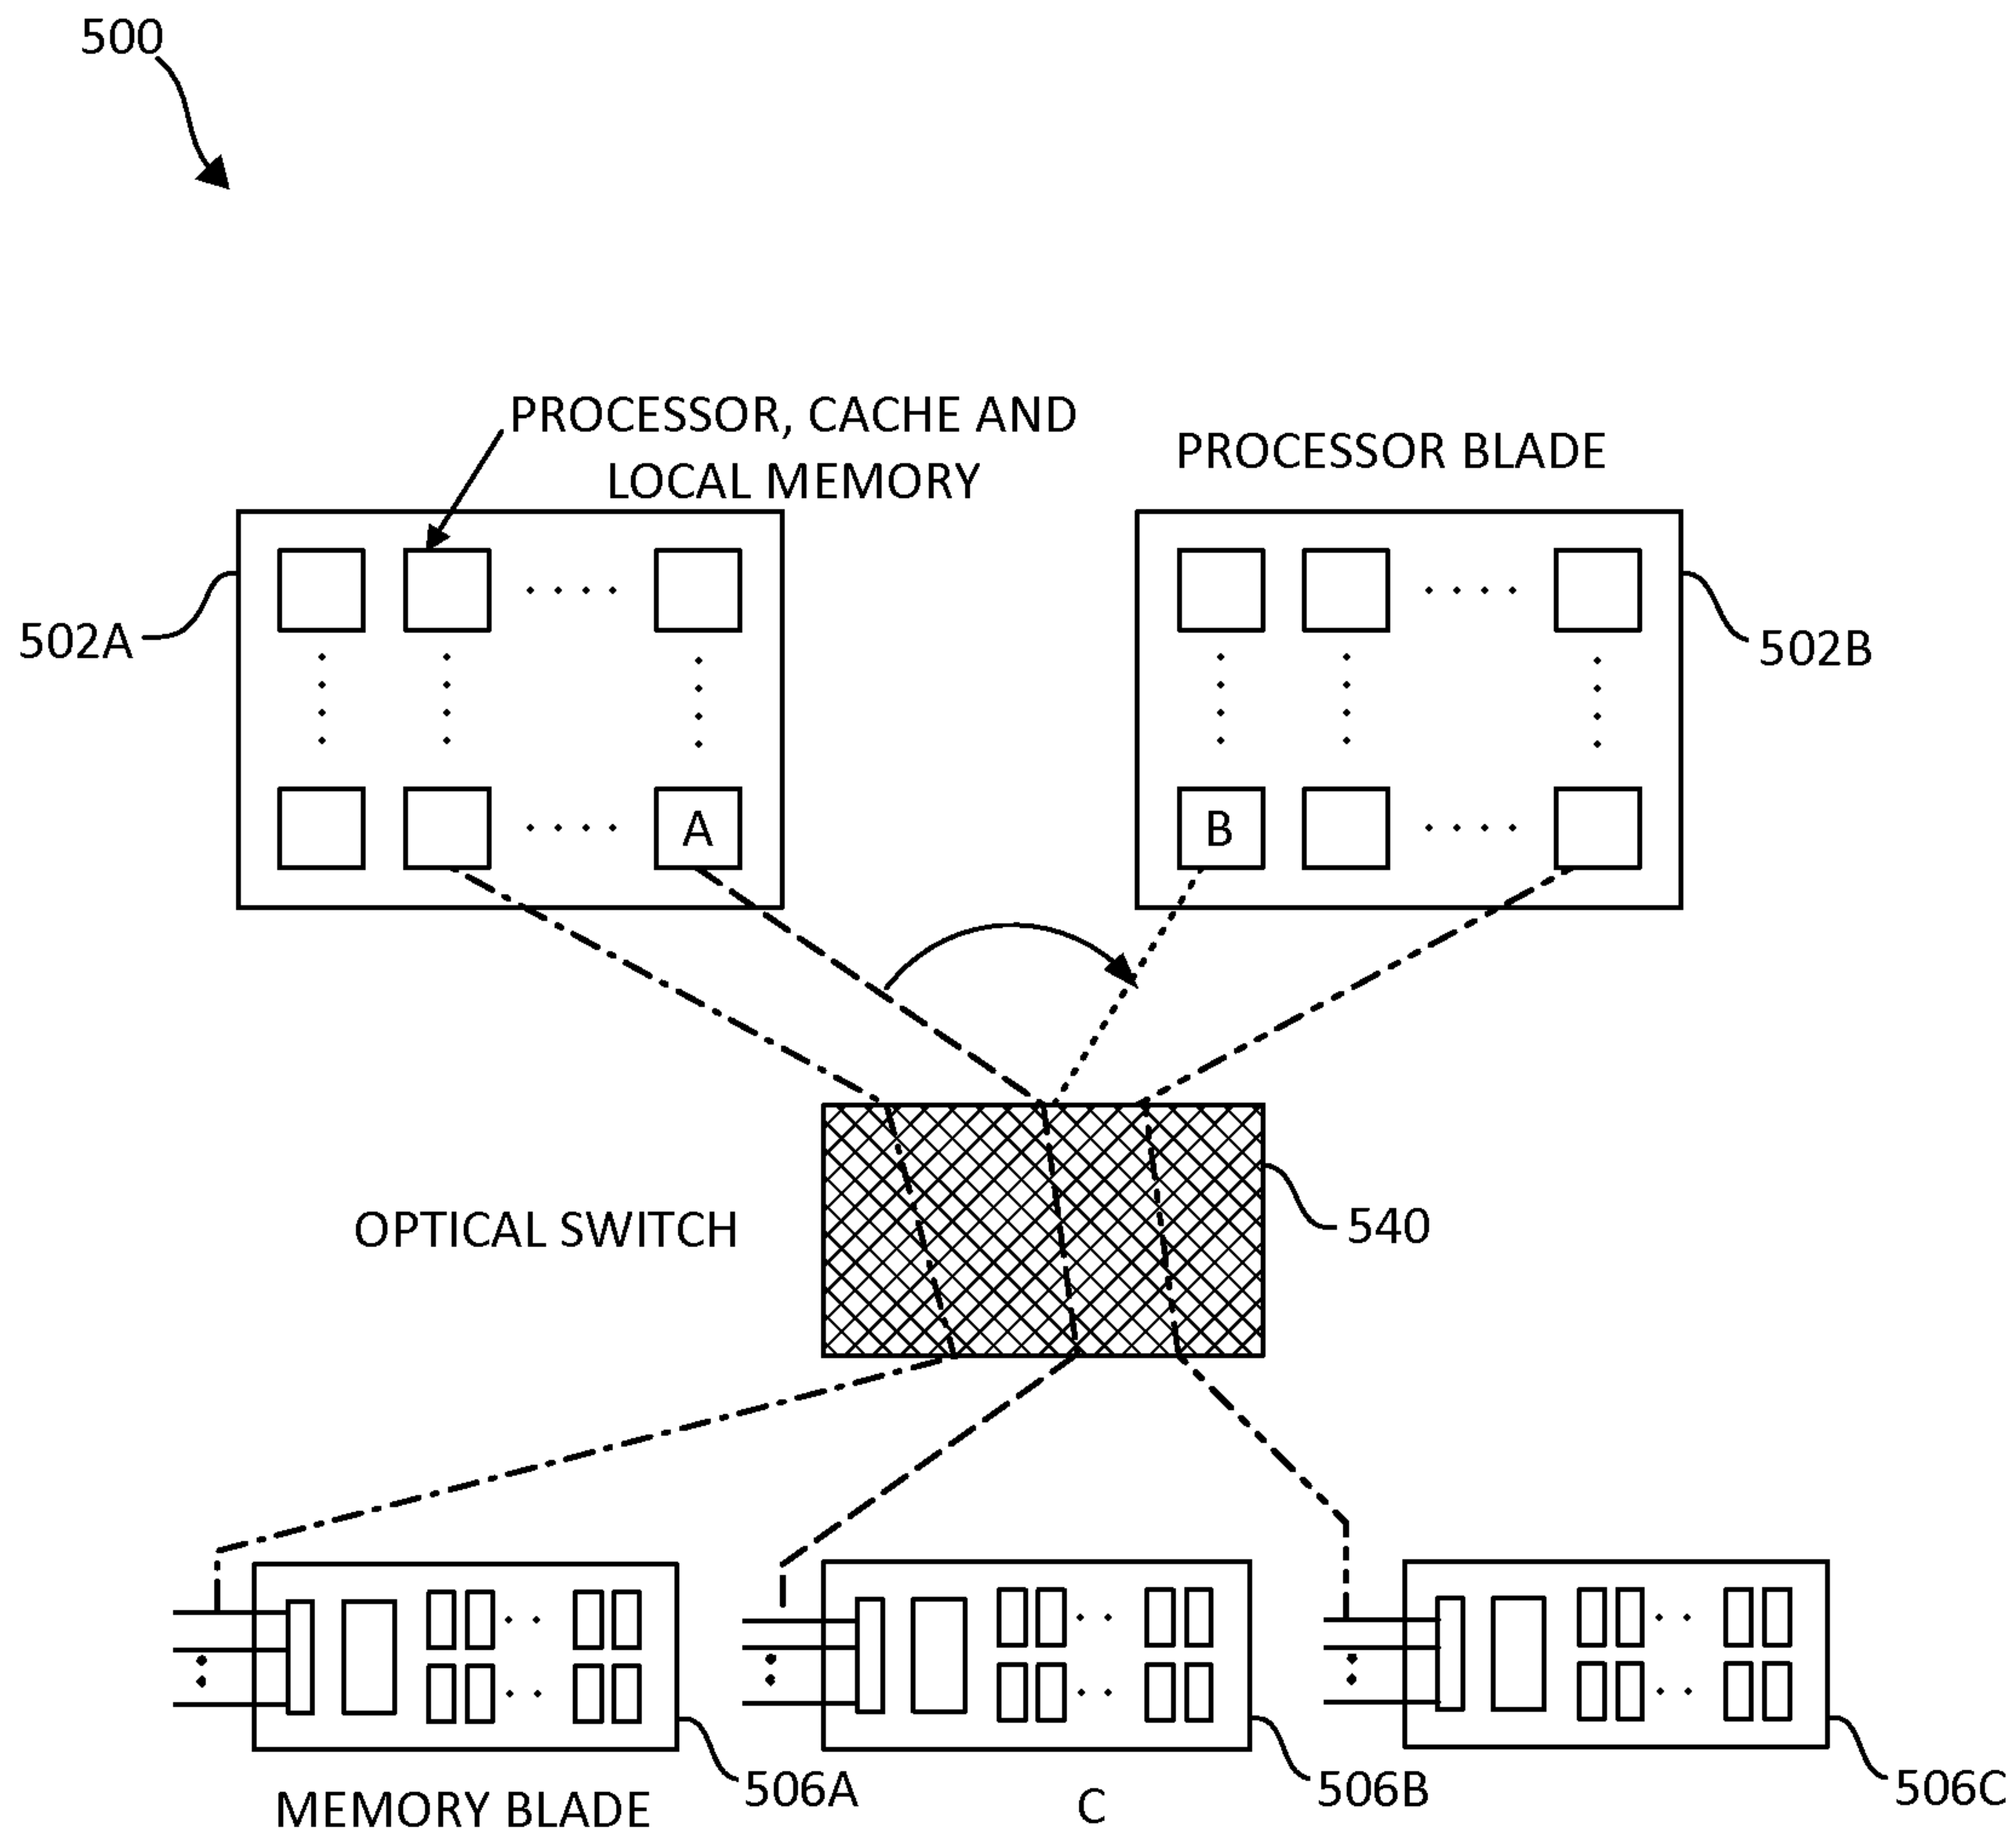 500
PROCESSOR, CACHE AND
LOCAL MEMORY
PROCESSOR BLADE
502A
502B
A
B
OPTICAL SWITCH
540
506A
506B
506C
MEMORY BLADE
C